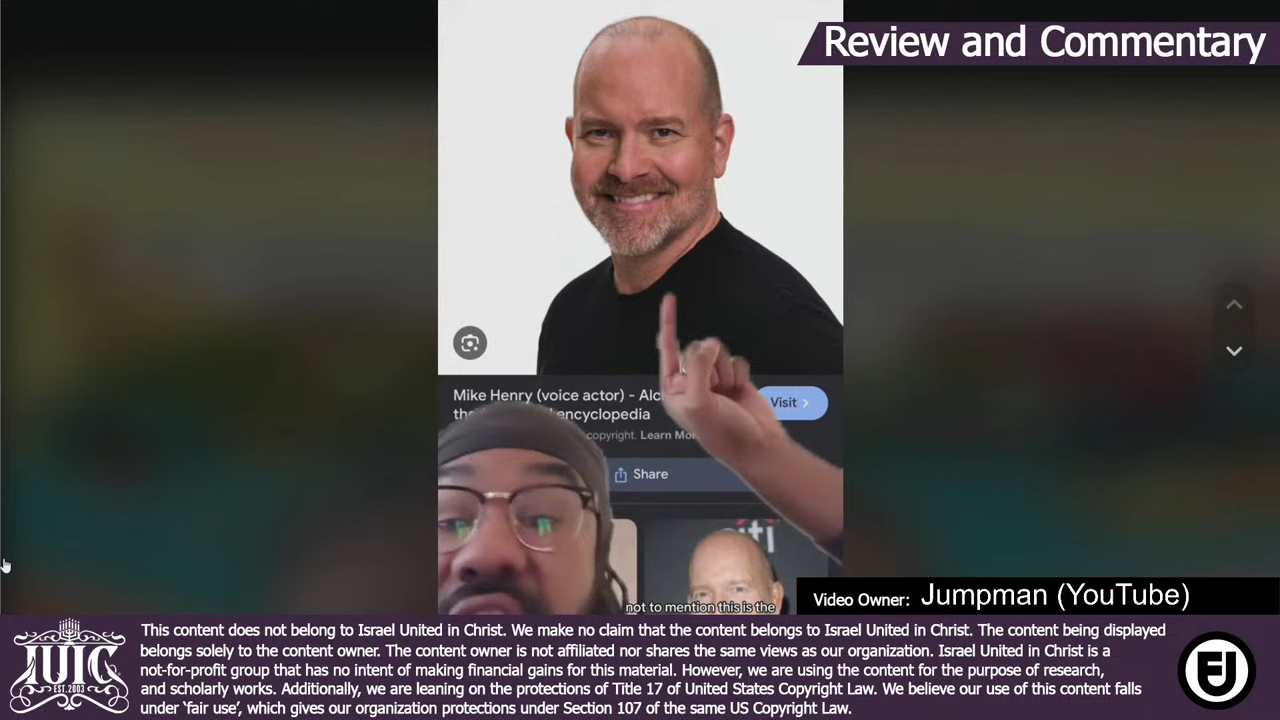 Review and Commentary
Mike Henry (voice actor) - Alc
the encyclopedia
Visit
copyright. Learn Mor
Share
iti
not to mention this is the
Video Owner: Jumpman (YouTube)
IUIC
EST.2003
This content does not belong to Israel United in Christ. We make no claim that the content belongs to Israel United in Christ. The content being displayed
belongs solely to the content owner. The content owner is not affiliated nor shares the same views as our organization. Israel United in Christ is a
not-for-profit group that has no intent of making financial gains for this material. However, we are using the content for the purpose of research,
and scholarly works. Additionally, we are leaning on the protections of Title 17 of United States Copyright Law. We believe our use of this content falls
under ‘fair use’, which gives our organization protections under Section 107 of the same US Copyright Law.